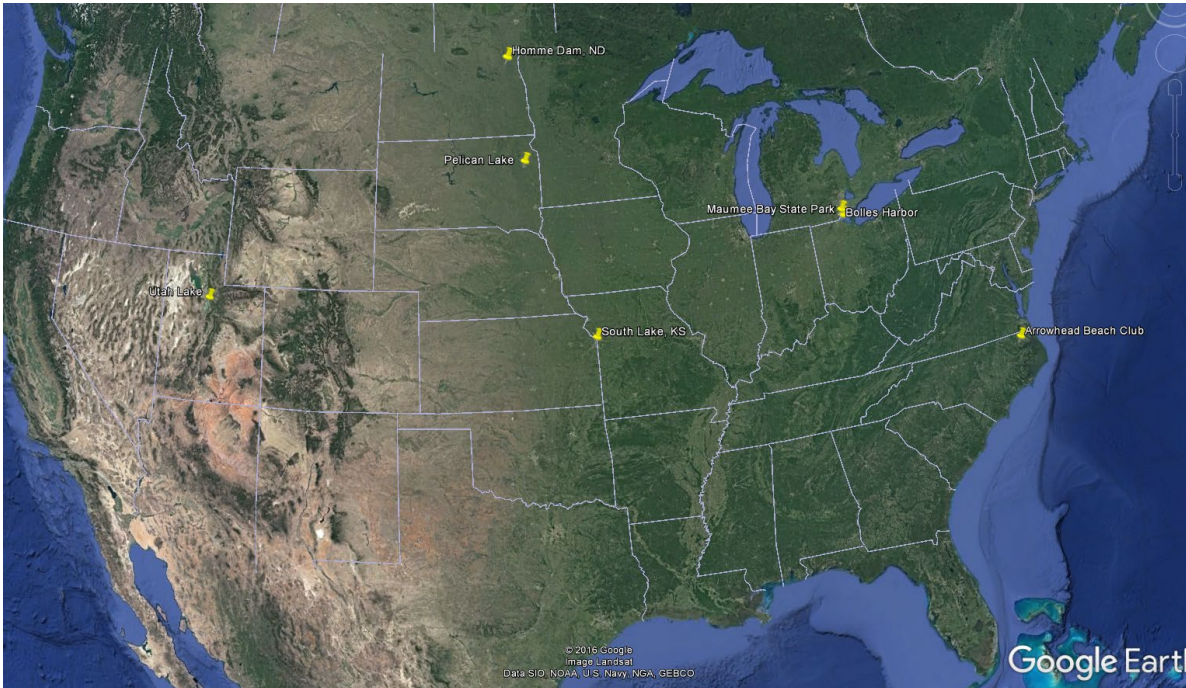 Homme Dam, ND
Pelican Lake
Maumee Bay State Park
Bolles Harbor
Utah Lake
South Lake, KS
Arrowhead Beach Club
© 2016 Google
Image Landsat
Data SIO, NOAA, U.S. Navy, NGA, GEBCO
Google Earth